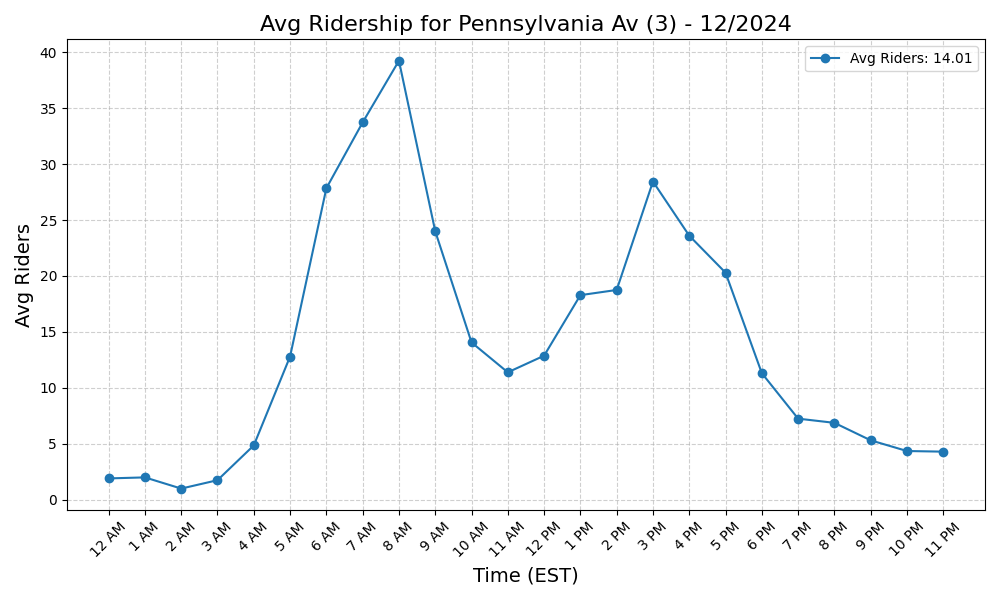 Avg Ridership for Pennsylvania Av (3) - 12/2024
Avg Riders: 14.01
Avg Riders
40
35
30
25
20
15
10
5
0
12 AM
1 AM
2 AM
3 AM
4 AM
5 AM
6 AM
7 AM
8 AM
9 AM
10 AM
11 AM
12 PM
1 PM
2 PM
3 PM
4 PM
5 PM
6 PM
7 PM
8 PM
9 PM
10 PM
11 PM
Time (EST)